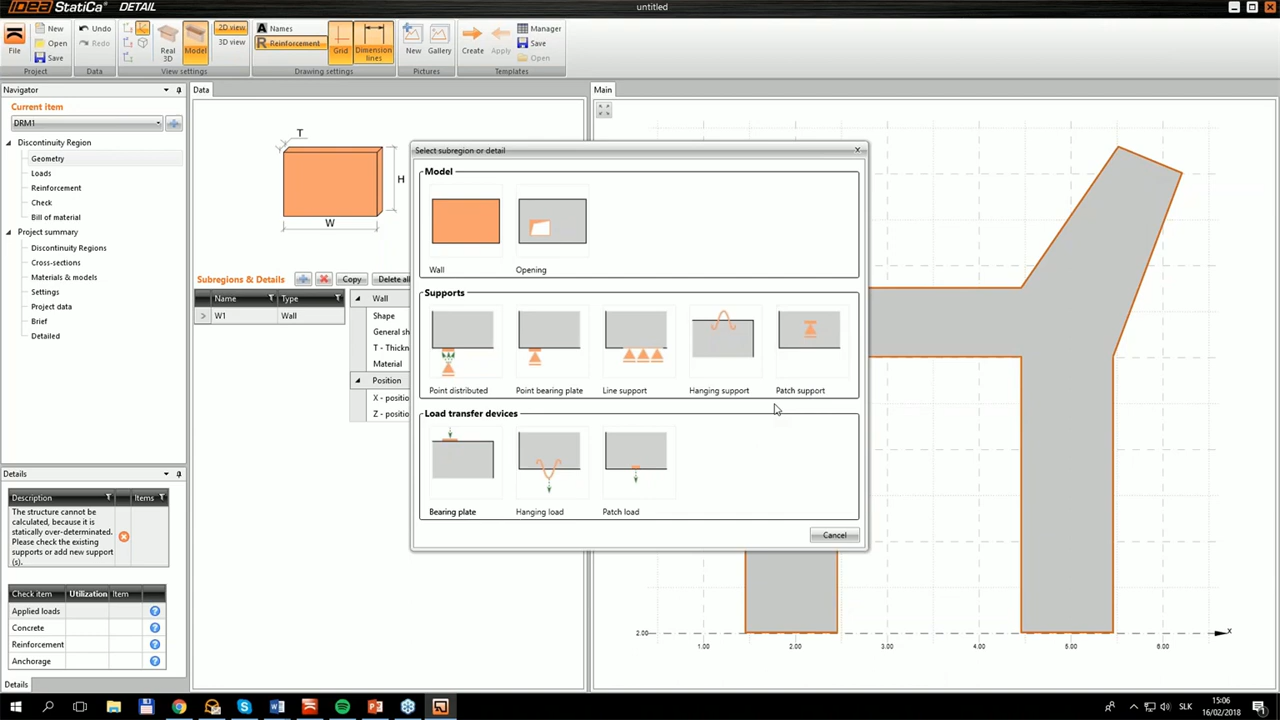 IDEA StatiCa® DETAIL
untitled
File
New
Open
Save
Project
Undo
Redo
Data
Real 3D
Model
2D view
3D view
View settings
Names
Reinforcement
Grid
Dimension lines
Drawing settings
New
Gallery
Pictures
Create
Apply
Manager
Save
Open
Templates
Navigator
Current item
DRM1
Discontinuity Region
Geometry
Loads
Reinforcement
Check
Bill of material
Project summary
Discontinuity Regions
Cross-sections
Materials & models
Settings
Project data
Brief
Detailed
Details
Description
Items
The structure cannot be
calculated, because it is
statically over-determined.
Please check the existing
supports or add new support
(s).
Check item
Utilization
Item
Applied loads
Concrete
Reinforcement
Anchorage
Details
Data
T
H
W
Subregions & Details
Copy
Delete all
Name
Type
W1
Wall
Wall
Shape
General sh
T - Thickn
Material
Position
X - positio
Z - positio
Select subregion or detail
Model
Wall
Opening
Supports
Point distributed
Point bearing plate
Line support
Hanging support
Patch support
Load transfer devices
Bearing plate
Hanging load
Patch load
Cancel
Main
2.00
x
1.00
2.00
3.00
4.00
5.00
6.00
SLK
15:06
16/02/2018